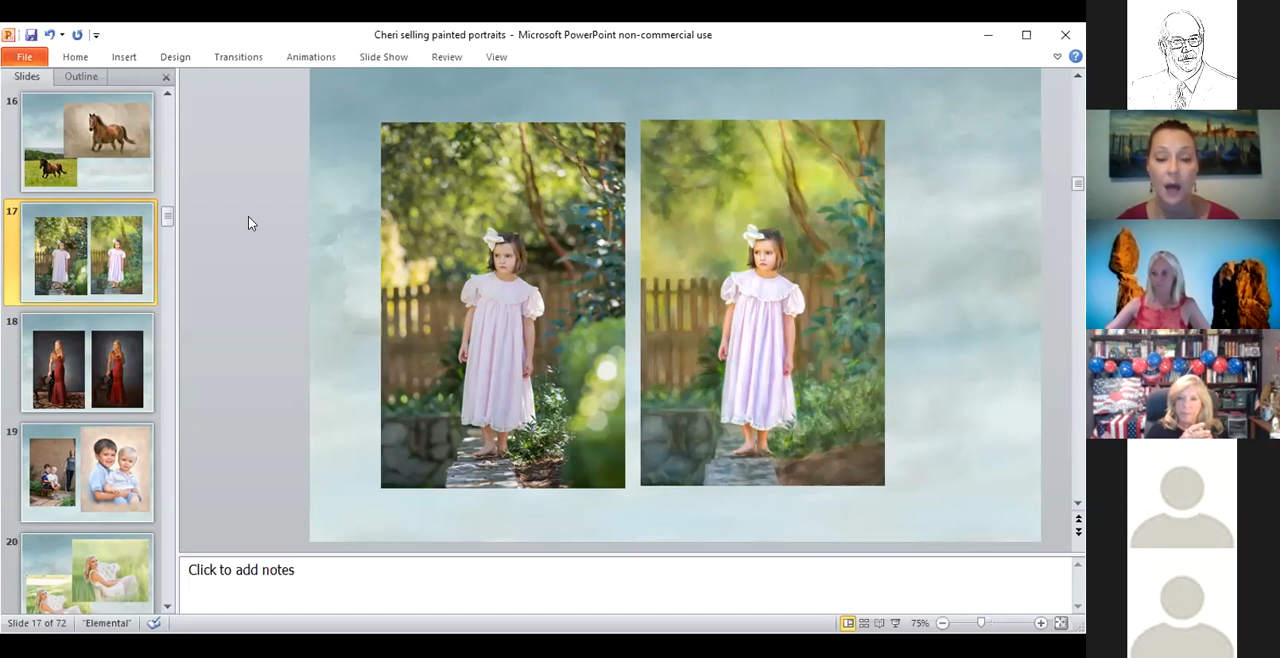 Cheri selling painted portraits - Microsoft PowerPoint non-commercial use
File Home Insert Design Transitions Animations Slide Show Review View
Slides Outline
16
17
18
19
20
Click to add notes
Slide 17 of 72 "Elemental" 75%